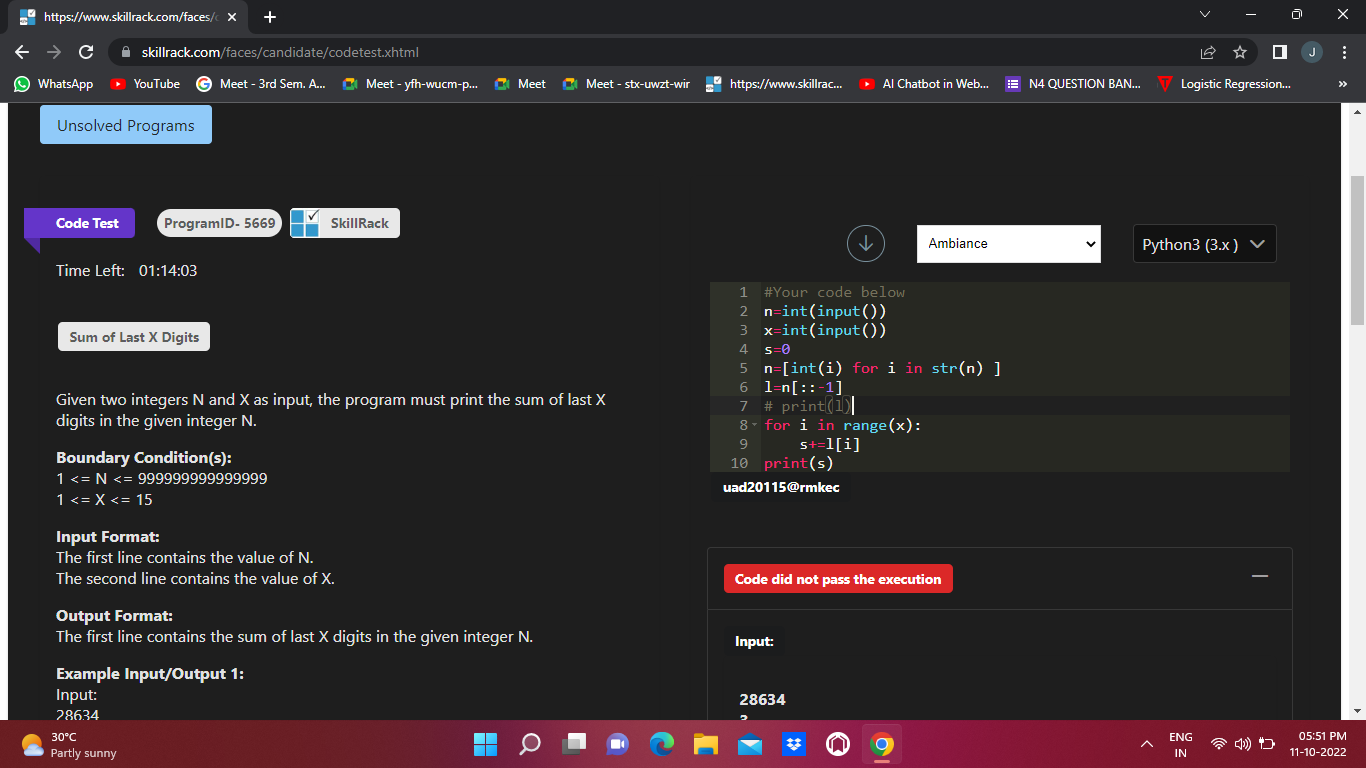 https://www.skillrack.com/faces/c
skillrack.com/faces/candidate/codetest.xhtml
J
WhatsApp
YouTube
Meet - 3rd Sem. A...
Meet - yfh-wucm-p...
Meet
Meet - stx-uwzt-wir
https://www.skillrac...
AI Chatbot in Web...
N4 QUESTION BAN...
Logistic Regression...
»
Unsolved Programs
Code Test
ProgramID- 5669
SkillRack
Time Left: 01:14:03
Sum of Last X Digits
Given two integers N and X as input, the program must print the sum of last X
digits in the given integer N.
Boundary Condition(s):
1 <= N <= 999999999999999
1 <= X <= 15
Input Format:
The first line contains the value of N.
The second line contains the value of X.
Output Format:
The first line contains the sum of last X digits in the given integer N.
Example Input/Output 1:
Input:
28634
Ambiance
Python3 (3.x )
1 #Your code below
2 n=int(input())
3 x=int(input())
4 s=0
5 n=[int(i) for i in str(n) ]
6 l=n[::-1]
7 # print(l)
8 for i in range(x):
9 s+=l[i]
10 print(s)
uad20115@rmkec
Code did not pass the execution
Input:
28634
3
30°C
Partly sunny
ENG
IN
05:51 PM
11-10-2022